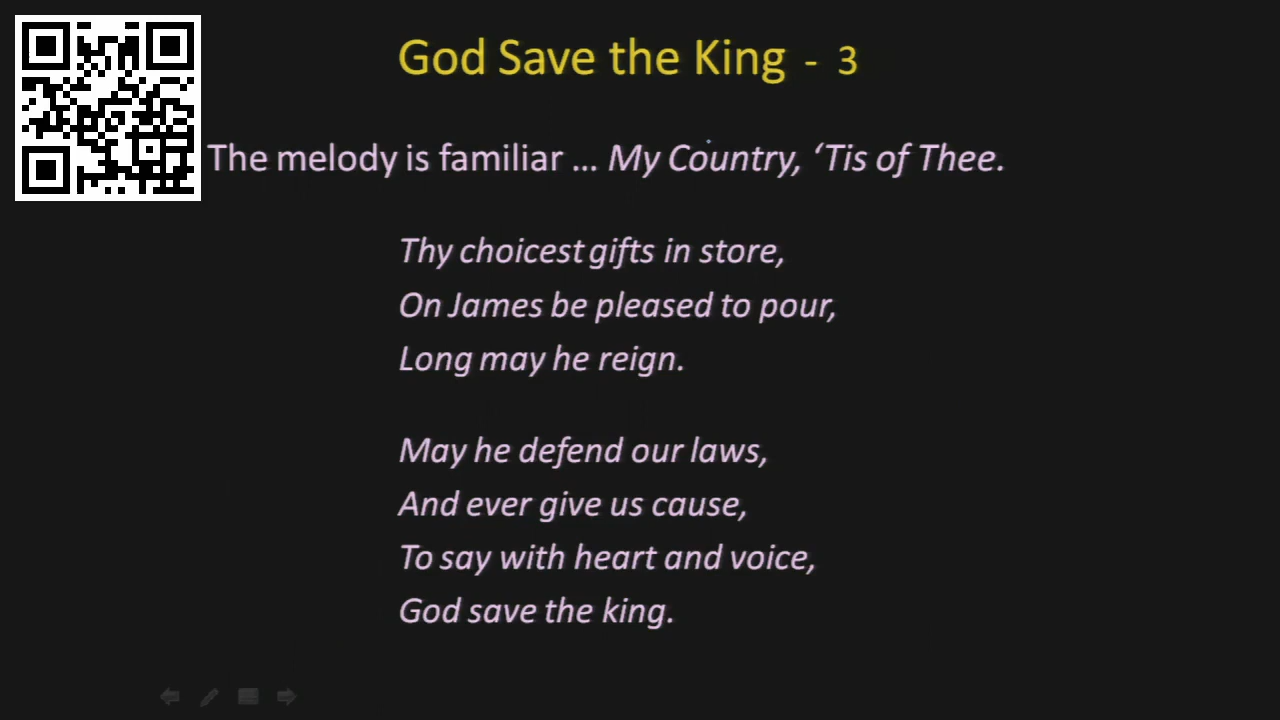 God Save the King - 3
The melody is familiar … My Country, ‘Tis of Thee.
Thy choicest gifts in store,
On James be pleased to pour,
Long may he reign.
May he defend our laws,
And ever give us cause,
To say with heart and voice,
God save the king.